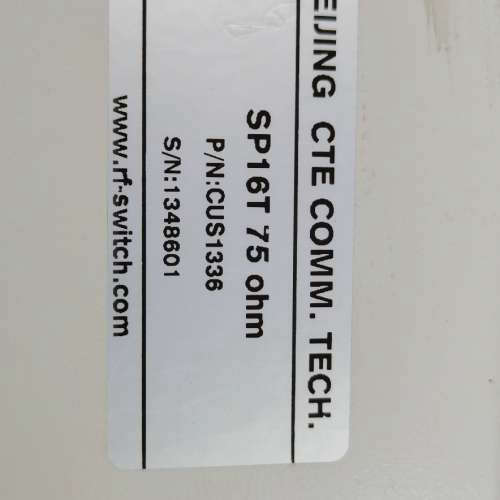 EIJING CTE COMM. TECH.
SP16T 75 ohm
P/N:CUS1336
S/N:1348601
www.rf-switch.com